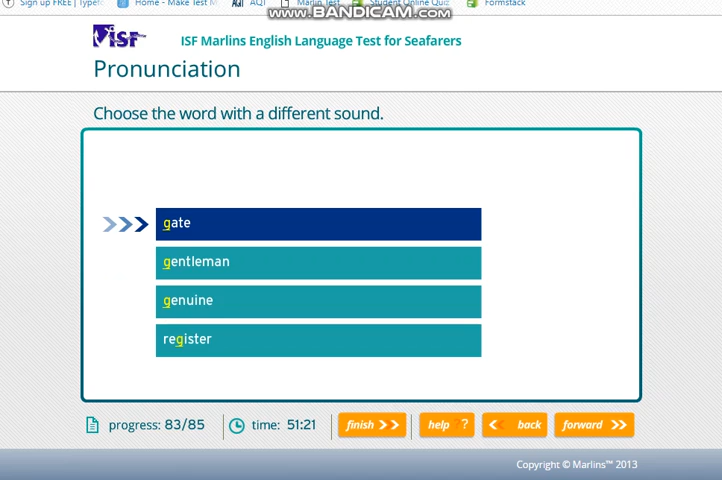 Sign up FREE | Typef
Home - Make Test M
AQT
Marlin Test
Student Online Quiz
Formstack
www.BANDICAM.com
ISF
ISF Marlins English Language Test for Seafarers
Pronunciation
Choose the word with a different sound.
gate
gentleman
genuine
register
progress: 83/85
time: 51:21
finish >>
help ??
<< back
forward >>
Copyright © Marlins™ 2013